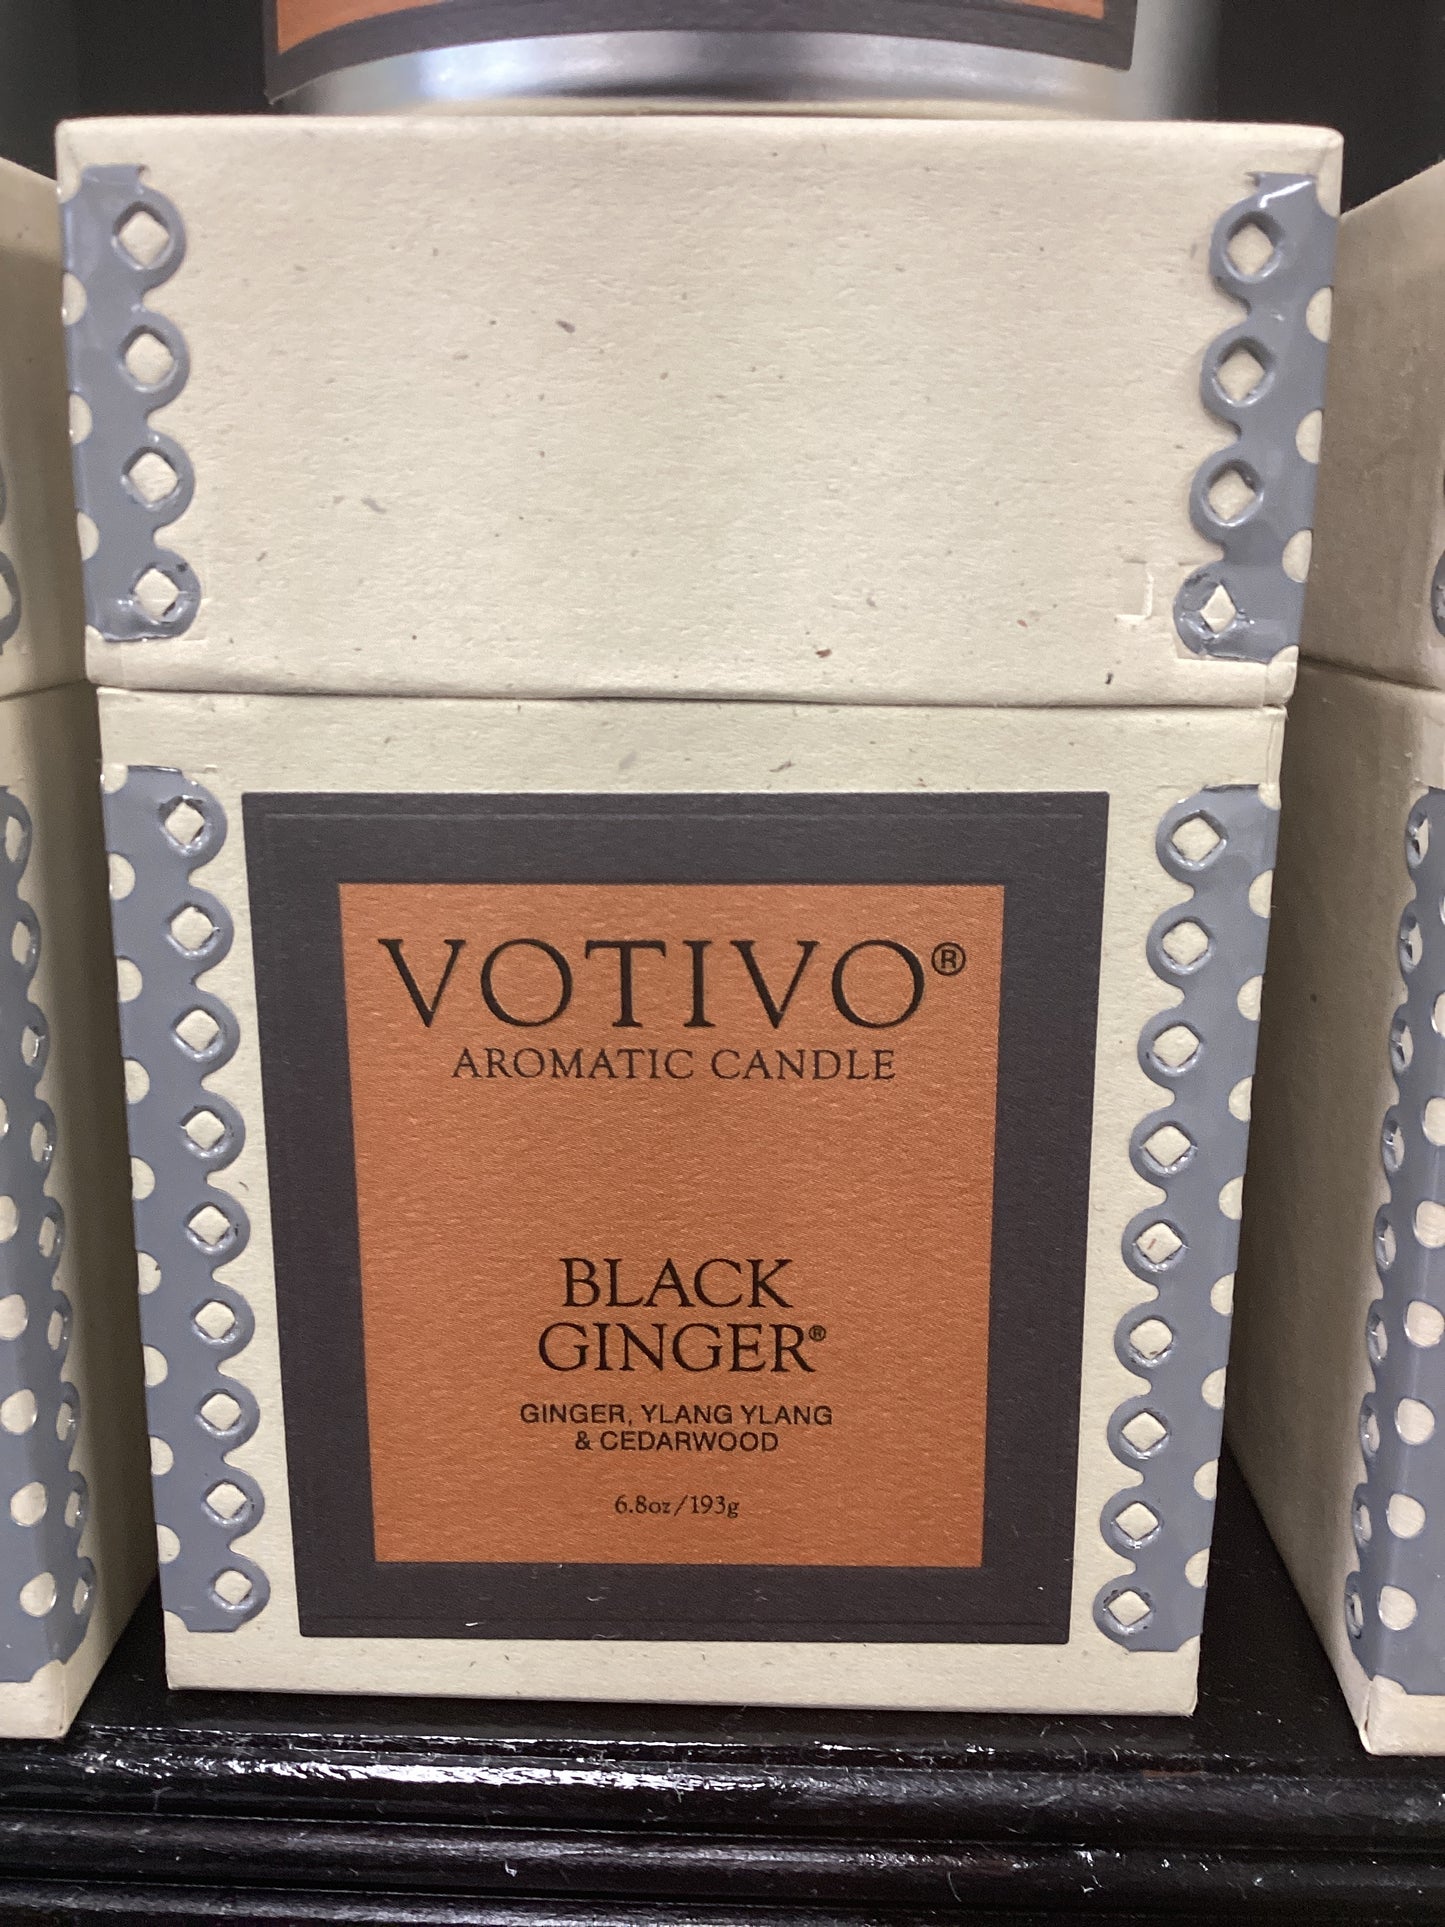 VOTIVO®
AROMATIC CANDLE
BLACK
GINGER®
GINGER, YLANG YLANG
& CEDARWOOD
6.8oz/193g